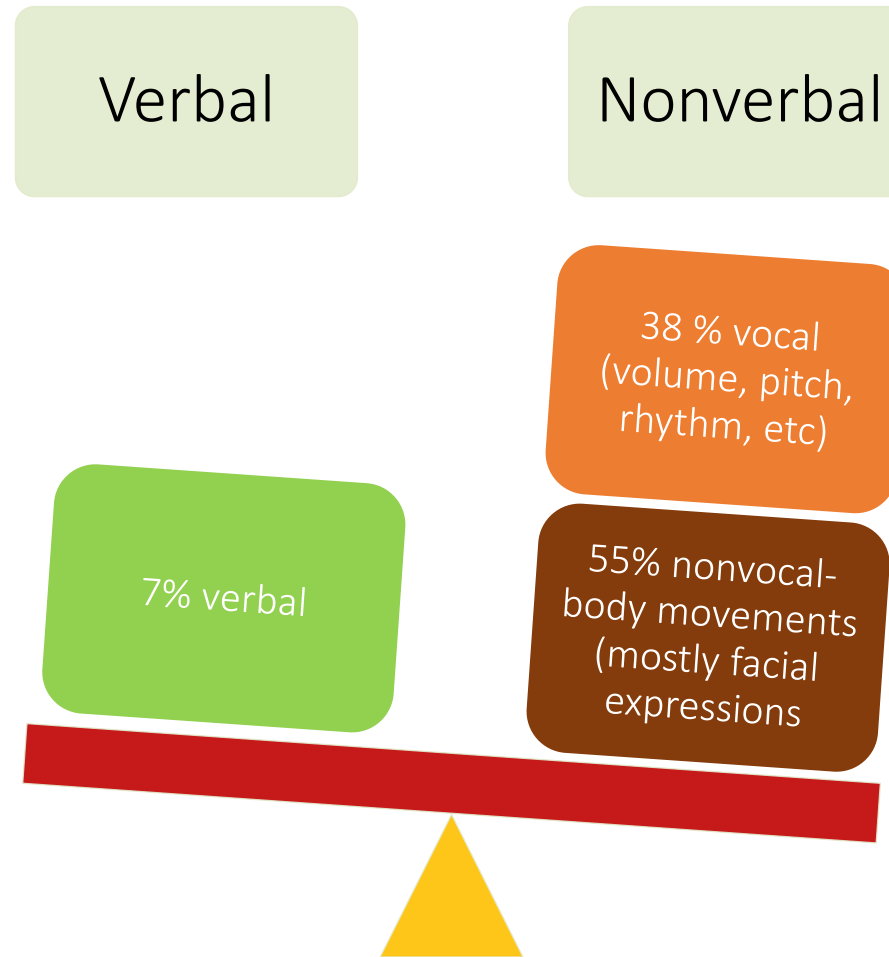 Verbal
Nonverbal
38 % vocal
(volume, pitch,
rhythm, etc)
7% verbal
55% nonvocal-
body movements
(mostly facial
expressions